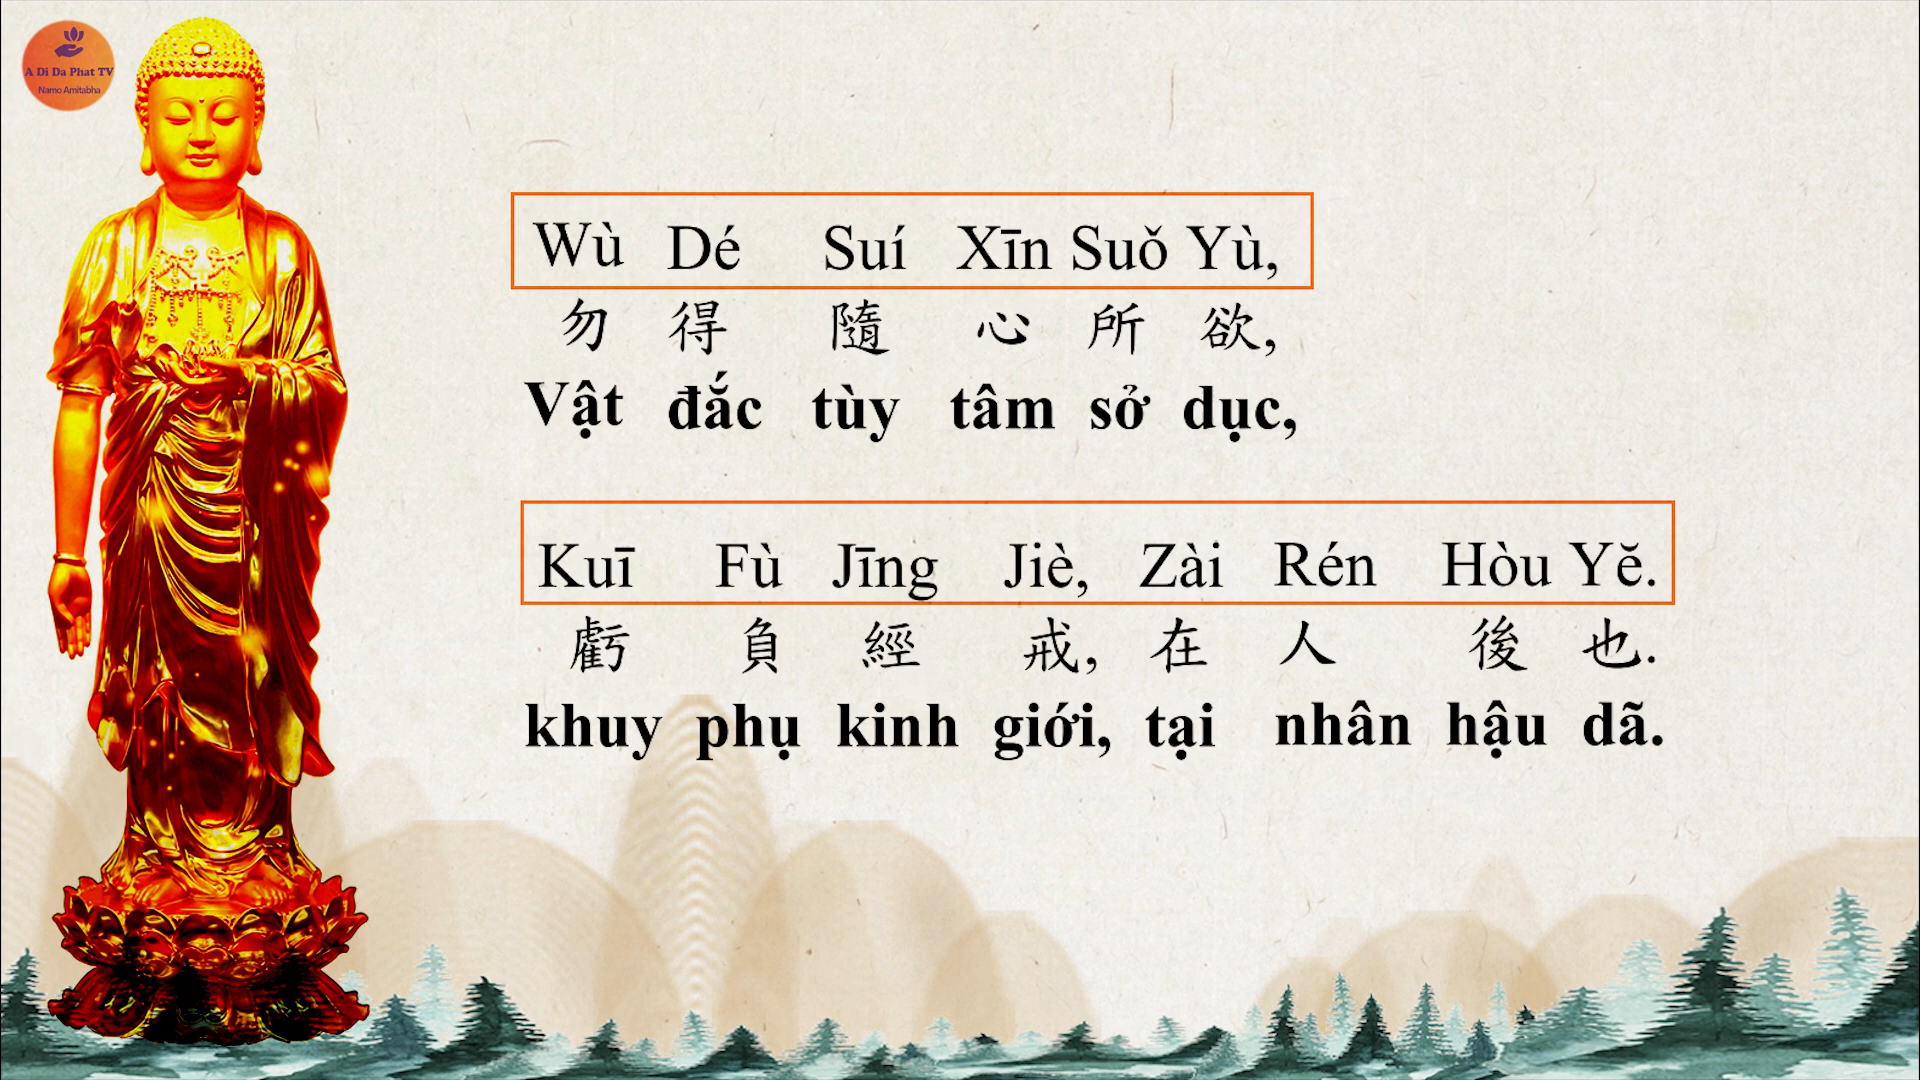 A Di Da Phat TV
Namo Amitabha
Wù Dé Suí Xīn Suǒ Yù,
勿 得 隨 心 所 欲,
Vật đắc tùy tâm sở dục,
Kuī Fù Jīng Jiè, Zài Rén Hòu Yě.
虧 負 經 戒, 在 人 後 也.
khuy phụ kinh giới, tại nhân hậu dã.